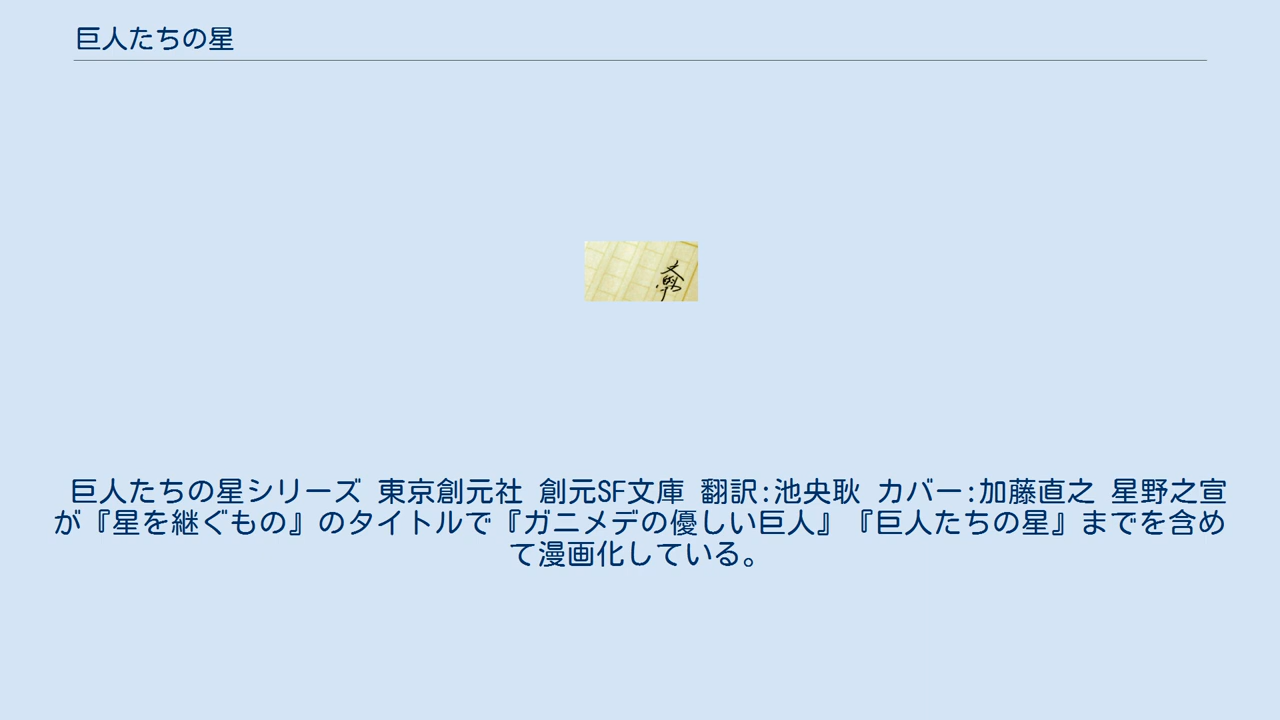 巨人たちの星
巨人たちの星シリーズ 東京創元社 創元SF文庫 翻訳:池央耿 カバー:加藤直之 星野之宣
が『星を継ぐもの』のタイトルで『ガニメデの優しい巨人』『巨人たちの星』までを含め
て漫画化している。